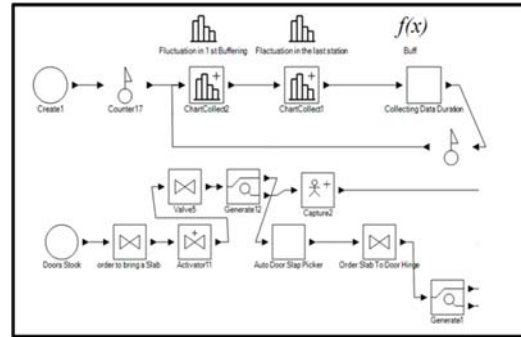 f(x)
Fluctuation in 1 st Buffering
Flactuation in the last station
Buff
Create1
Counter17
ChartCollect2
ChartCollect1
Collecting Data Duration
Valve5
Generate12
Capture2
Doors Stock
order to bring a Slab
Activator11
Auto Door Slap Picker
Order Slab To Door Hinge
Generate1